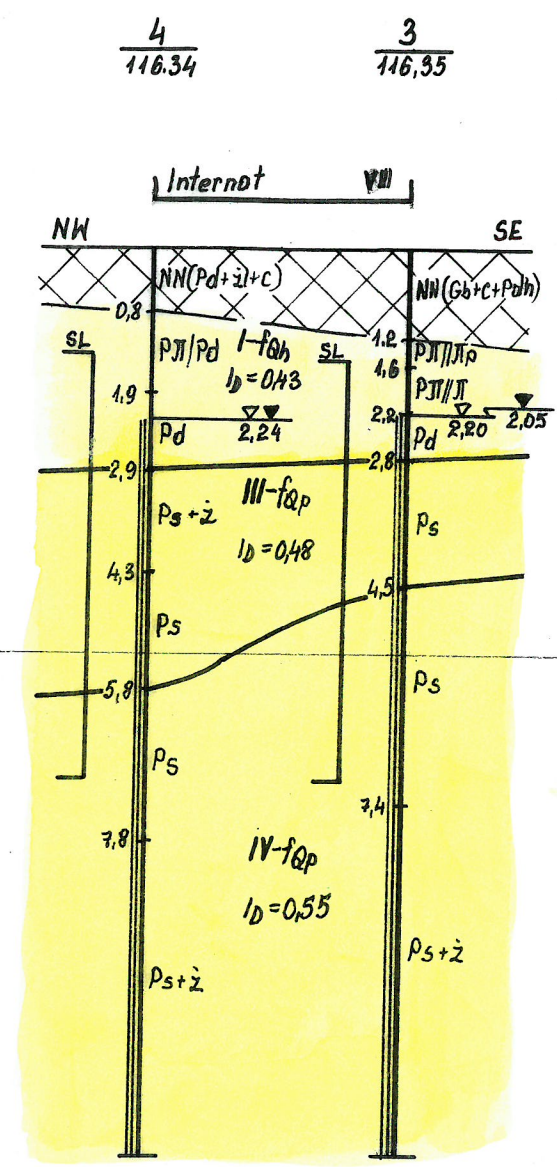 4 3
116.34 116,35
Internat VIII
NW SE
NN(Pd+ż+c) NN(Gb+c+Pdh)
0,8
1.2
Pπ/Pd I-fQh SL Pπ//πp
SL 1,6
ID=0,43 Pπ//π
1,9
2,2 2,05
Pd 2,24 Pd 2,20
2,9 2,8
III-fQp
Ps+ż Ps
ID=0,48
4,3
4,5
Ps
5,8 Ps
Ps
7,4
7,8 IV-fQp
ID=0,55
Ps+ż
Ps+ż